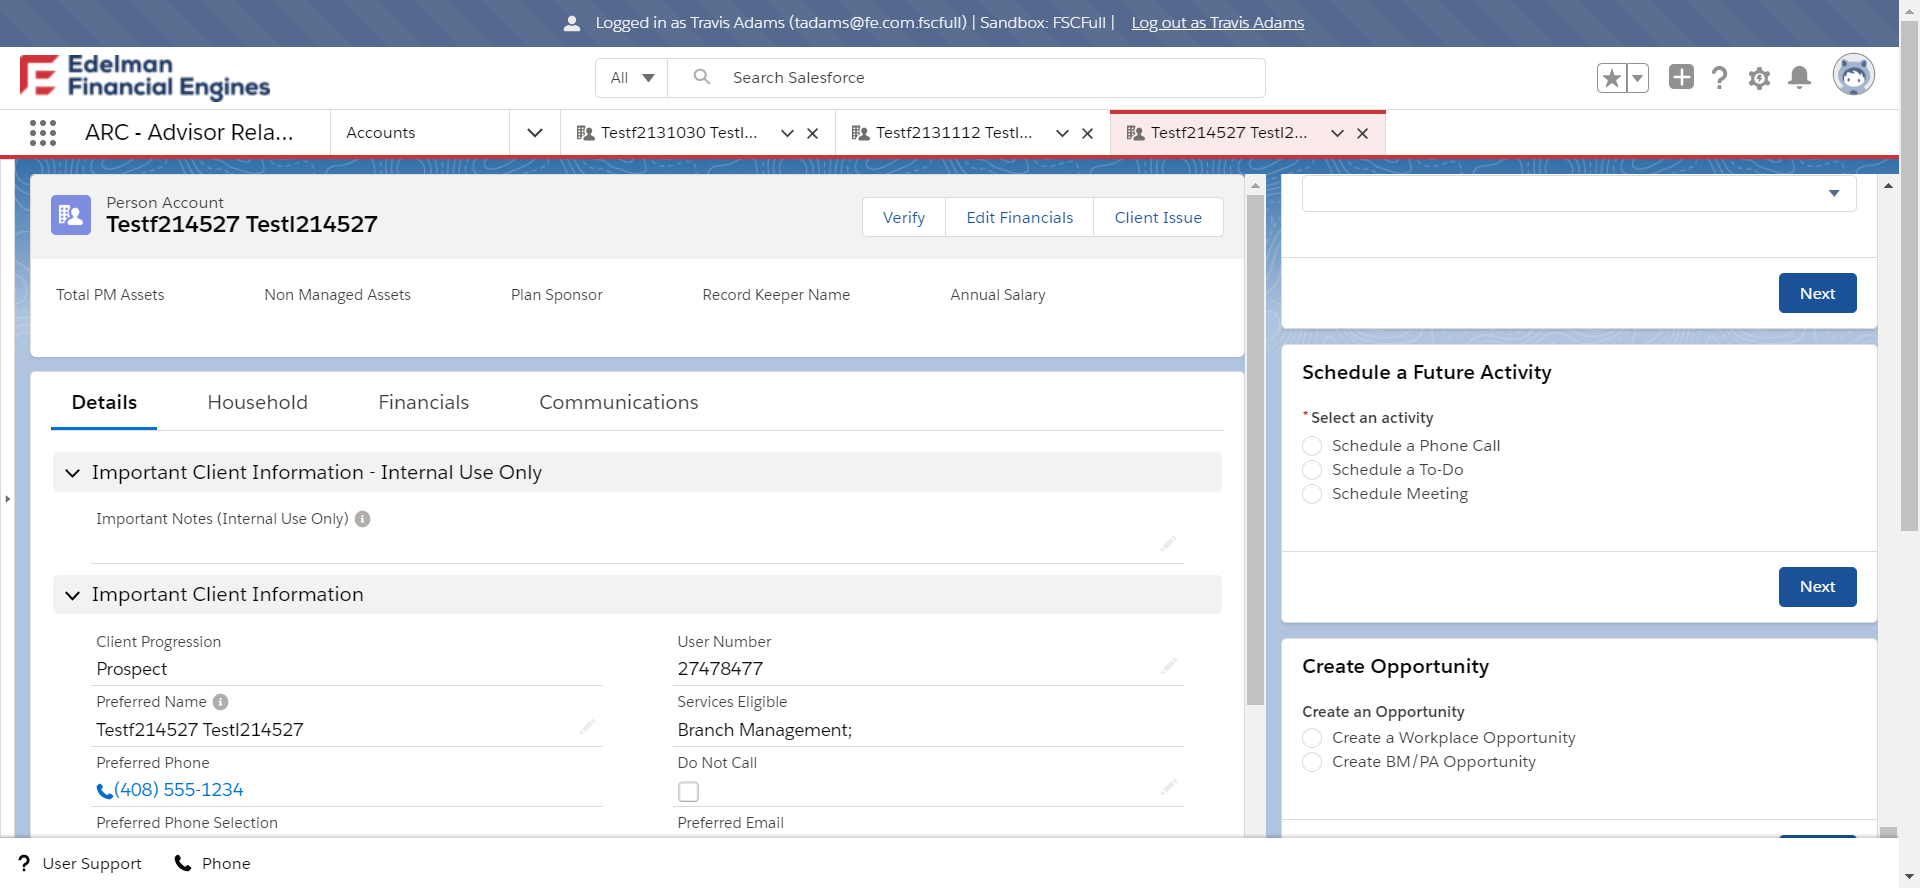 Logged in as Travis Adams (tadams@fe.com.fscfull) | Sandbox: FSCFull | Log out as Travis Adams
Edelman
Financial Engines
All
Search Salesforce
ARC - Advisor Rela...
Accounts
Testf2131030 Testl...
Testf2131112 Testl...
Testf214527 Testl2...
Person Account
Testf214527 Testl214527
Verify
Edit Financials
Client Issue
Total PM Assets
Non Managed Assets
Plan Sponsor
Record Keeper Name
Annual Salary
Details
Household
Financials
Communications
Important Client Information - Internal Use Only
Important Notes (Internal Use Only)
Important Client Information
Client Progression
Prospect
User Number
27478477
Preferred Name
Testf214527 Testl214527
Services Eligible
Branch Management;
Preferred Phone
(408) 555-1234
Do Not Call
Preferred Phone Selection
Preferred Email
Next
Schedule a Future Activity
*Select an activity
Schedule a Phone Call
Schedule a To-Do
Schedule Meeting
Next
Create Opportunity
Create an Opportunity
Create a Workplace Opportunity
Create BM/PA Opportunity
User Support
Phone